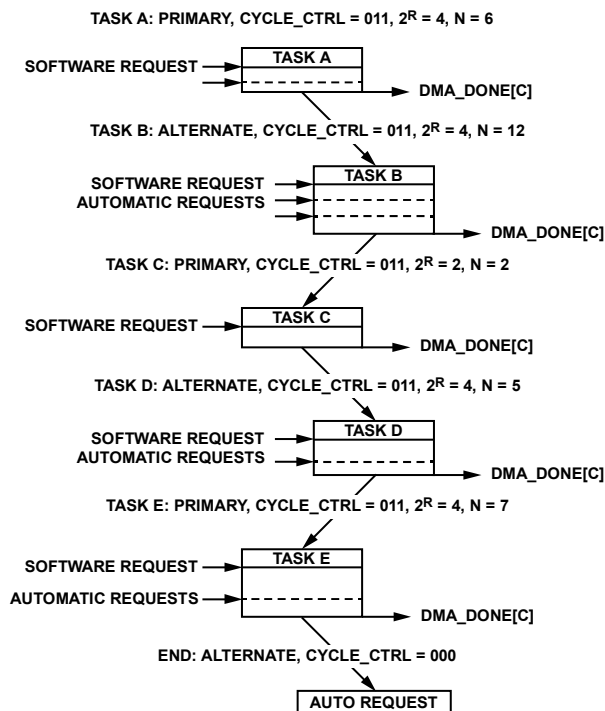 TASK A: PRIMARY, CYCLE_CTRL = 011, 2R = 4, N = 6
TASK A
SOFTWARE REQUEST
DMA_DONE[C]
TASK B: ALTERNATE, CYCLE_CTRL = 011, 2R = 4, N = 12
TASK B
SOFTWARE REQUEST
AUTOMATIC REQUESTS
DMA_DONE[C]
TASK C: PRIMARY, CYCLE_CTRL = 011, 2R = 2, N = 2
TASK C
SOFTWARE REQUEST
DMA_DONE[C]
TASK D: ALTERNATE, CYCLE_CTRL = 011, 2R = 4, N = 5
TASK D
SOFTWARE REQUEST
AUTOMATIC REQUESTS
DMA_DONE[C]
TASK E: PRIMARY, CYCLE_CTRL = 011, 2R = 4, N = 7
TASK E
SOFTWARE REQUEST
AUTOMATIC REQUESTS
DMA_DONE[C]
END: ALTERNATE, CYCLE_CTRL = 000
AUTO REQUEST